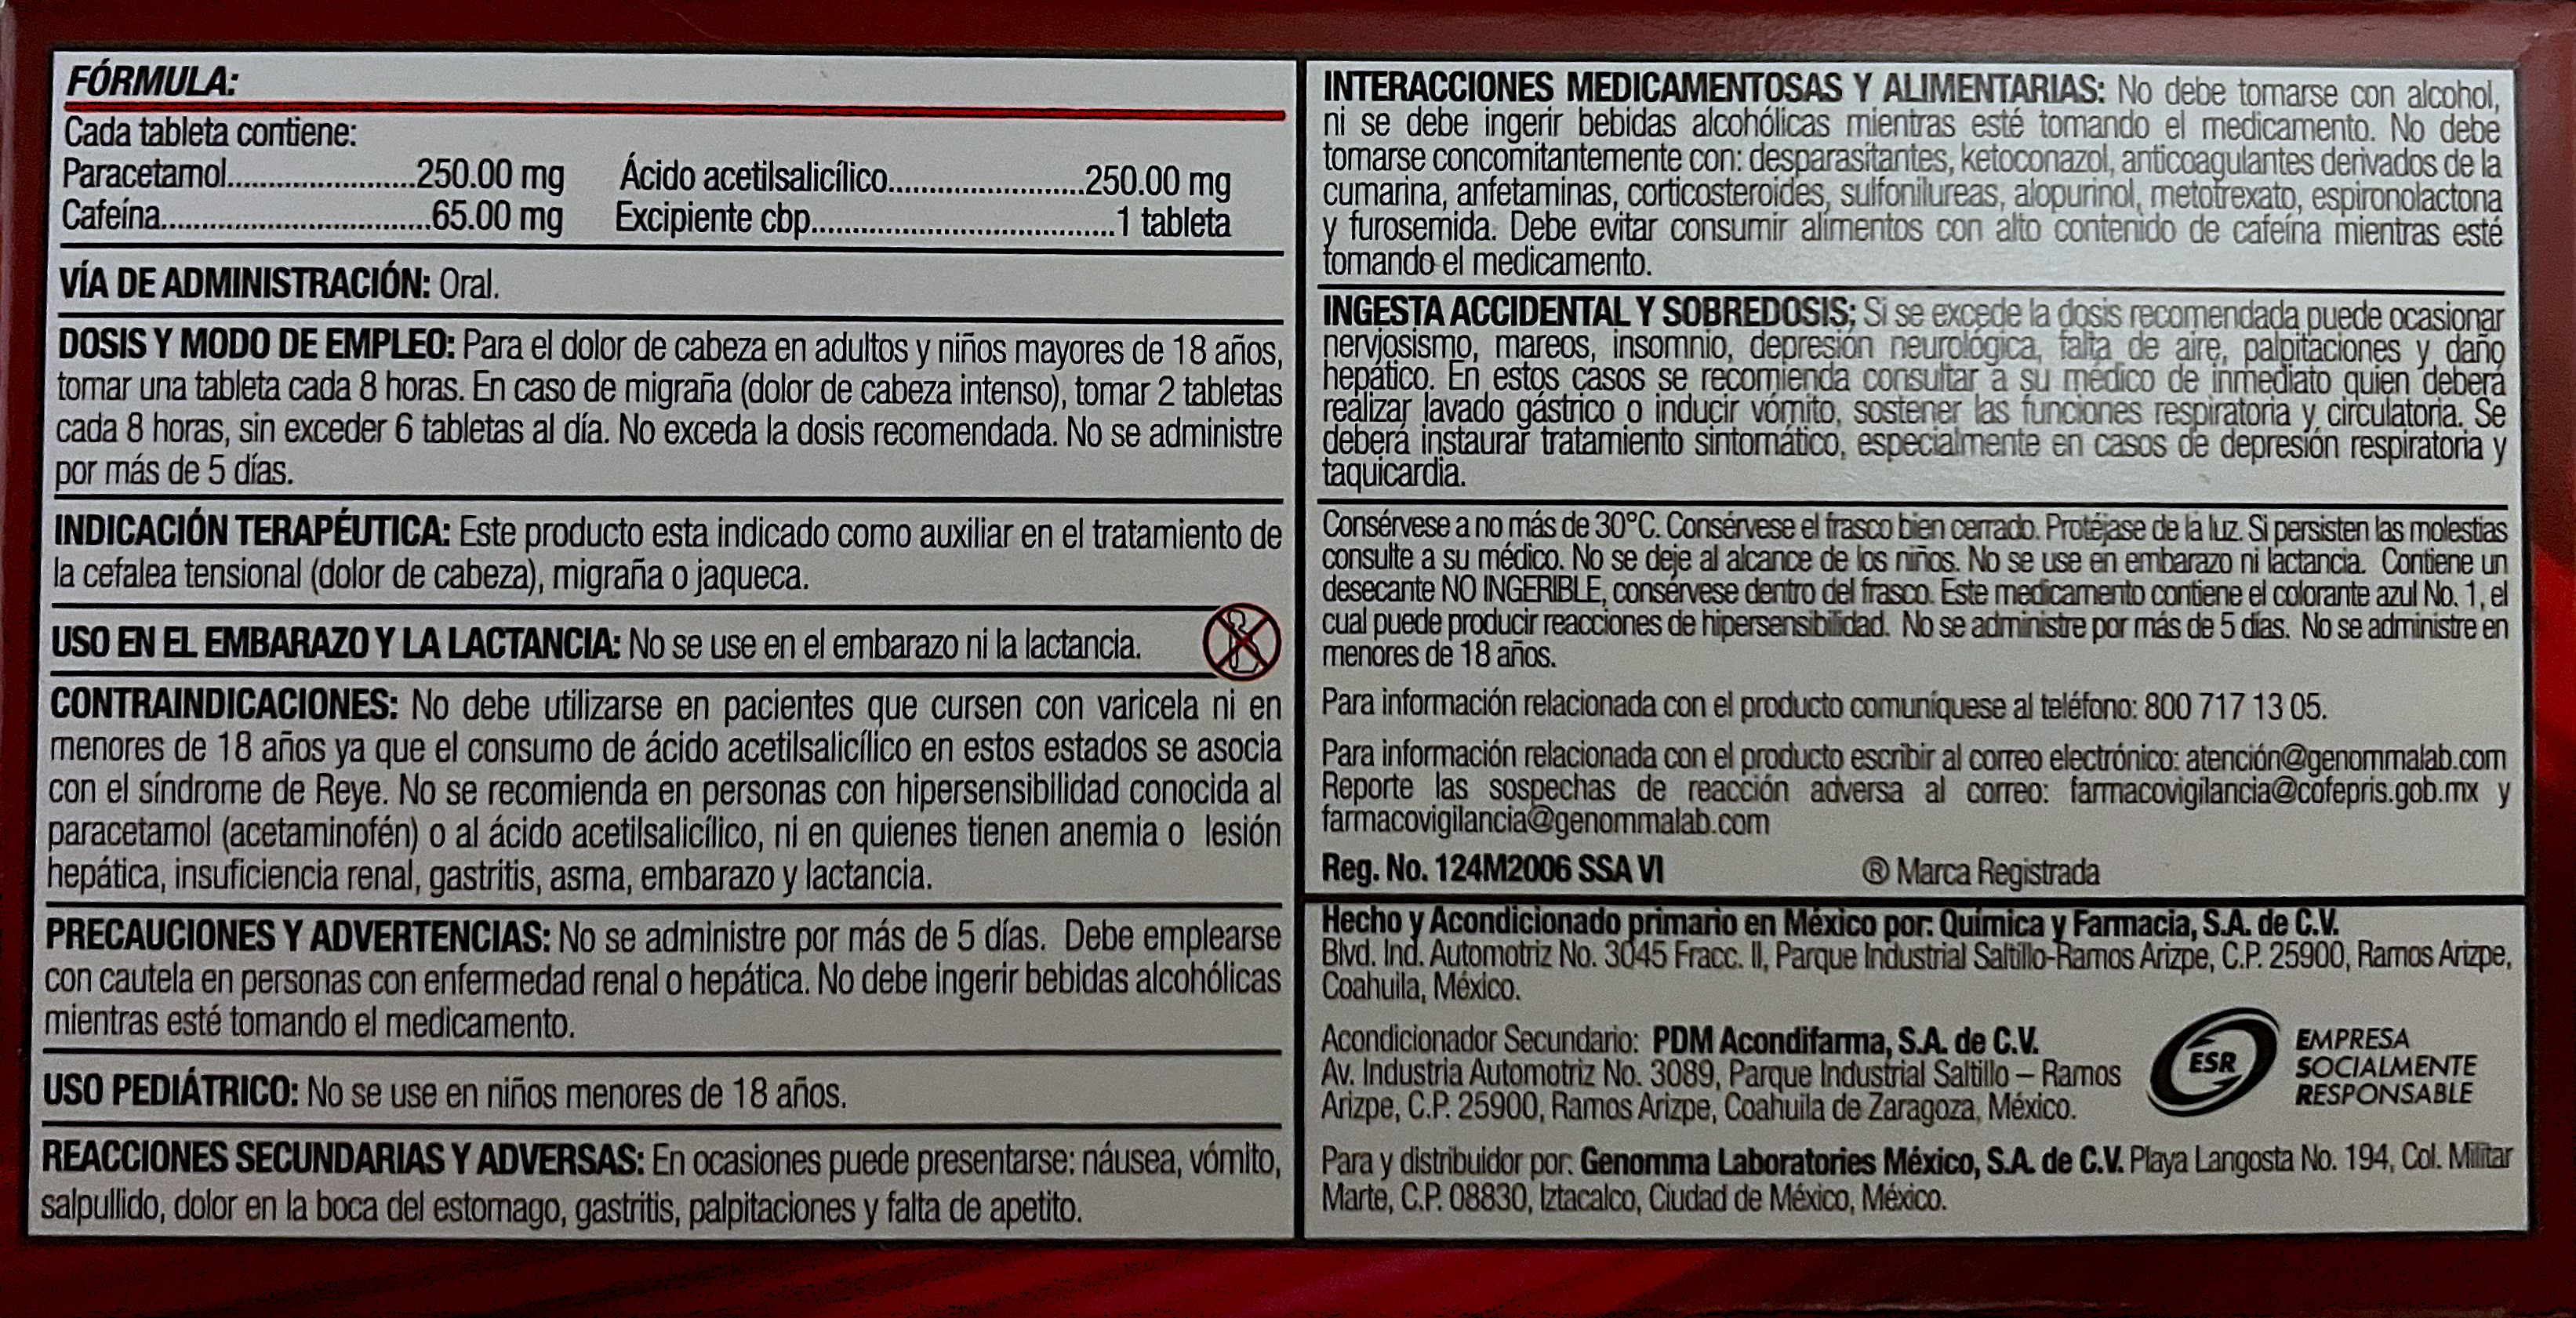 FÓRMULA:
Cada tableta contiene:
Paracetamol.......................250.00 mg Ácido acetilsalicílico........................250.00 mg
Cafeína.................................65.00 mg Excipiente cbp.....................................1 tableta
VÍA DE ADMINISTRACIÓN: Oral.
DOSIS Y MODO DE EMPLEO: Para el dolor de cabeza en adultos y niños mayores de 18 años,
tomar una tableta cada 8 horas. En caso de migraña (dolor de cabeza intenso), tomar 2 tabletas
cada 8 horas, sin exceder 6 tabletas al día. No exceda la dosis recomendada. No se administre
por más de 5 días.
INDICACIÓN TERAPÉUTICA: Este producto esta indicado como auxiliar en el tratamiento de
la cefalea tensional (dolor de cabeza), migraña o jaqueca.
USO EN EL EMBARAZO Y LA LACTANCIA: No se use en el embarazo ni la lactancia.
CONTRAINDICACIONES: No debe utilizarse en pacientes que cursen con varicela ni en
menores de 18 años ya que el consumo de ácido acetilsalicílico en estos estados se asocia
con el síndrome de Reye. No se recomienda en personas con hipersensibilidad conocida al
paracetamol (acetaminofén) o al ácido acetilsalicílico, ni en quienes tienen anemia o lesión
hepática, insuficiencia renal, gastritis, asma, embarazo y lactancia.
PRECAUCIONES Y ADVERTENCIAS: No se administre por más de 5 días. Debe emplearse
con cautela en personas con enfermedad renal o hepática. No debe ingerir bebidas alcohólicas
mientras esté tomando el medicamento.
USO PEDIÁTRICO: No se use en niños menores de 18 años.
REACCIONES SECUNDARIAS Y ADVERSAS: En ocasiones puede presentarse: náusea, vómito,
salpullido, dolor en la boca del estomago, gastritis, palpitaciones y falta de apetito.
INTERACCIONES MEDICAMENTOSAS Y ALIMENTARIAS: No debe tomarse con alcohol,
ni se debe ingerir bebidas alcohólicas mientras esté tomando el medicamento. No debe
tomarse concomitantemente con: desparasitantes, ketoconazol, anticoagulantes derivados de la
cumarina, anfetaminas, corticosteroides, sulfonilureas, alopurinol, metotrexato, espironolactona
y furosemida. Debe evitar consumir alimentos con alto contenido de cafeína mientras esté
tomando el medicamento.
INGESTA ACCIDENTAL Y SOBREDOSIS; Si se excede la dosis recomendada puede ocasionar
nerviosismo, mareos, insomnio, depresión neurológica, falta de aire, palpitaciones y daño
hepático. En estos casos se recomienda consultar a su médico de inmediato quien deberá
realizar lavado gástrico o inducir vómito, sostener las funciones respiratoria y circulatoria. Se
deberá instaurar tratamiento sintomático, especialmente en casos de depresión respiratoria y
taquicardia.
Consérvese a no más de 30°C. Consérvese el frasco bien cerrado. Protéjase de la luz. Si persisten las molestias
consulte a su médico. No se deje al alcance de los niños. No se use en embarazo ni lactancia. Contiene un
desecante NO INGERIBLE, consérvese dentro del frasco. Este medicamento contiene el colorante azul No. 1, el
cual puede producir reacciones de hipersensibilidad. No se administre por más de 5 días. No se administre en
menores de 18 años.
Para información relacionada con el producto comuníquese al teléfono: 800 717 13 05.
Para información relacionada con el producto escribir al correo electrónico: atención@genommalab.com
Reporte las sospechas de reacción adversa al correo: farmacovigilancia@cofepris.gob.mx y
farmacovigilancia@genommalab.com
Reg. No. 124M2006 SSA VI ® Marca Registrada
Hecho y Acondicionado primario en México por: Química y Farmacia, S.A. de C.V.
Blvd. Ind. Automotriz No. 3045 Fracc. II, Parque Industrial Saltillo-Ramos Arizpe, C.P. 25900, Ramos Arizpe,
Coahuila, México.
Acondicionador Secundario: PDM Acondifarma, S.A. de C.V.
Av. Industria Automotriz No. 3089, Parque Industrial Saltillo – Ramos
Arizpe, C.P. 25900, Ramos Arizpe, Coahuila de Zaragoza, México.
ESR
EMPRESA
SOCIALMENTE
RESPONSABLE
Para y distribuidor por: Genomma Laboratories México, S.A. de C.V. Playa Langosta No. 194, Col. Militar
Marte, C.P. 08830, Iztacalco, Ciudad de México, México.